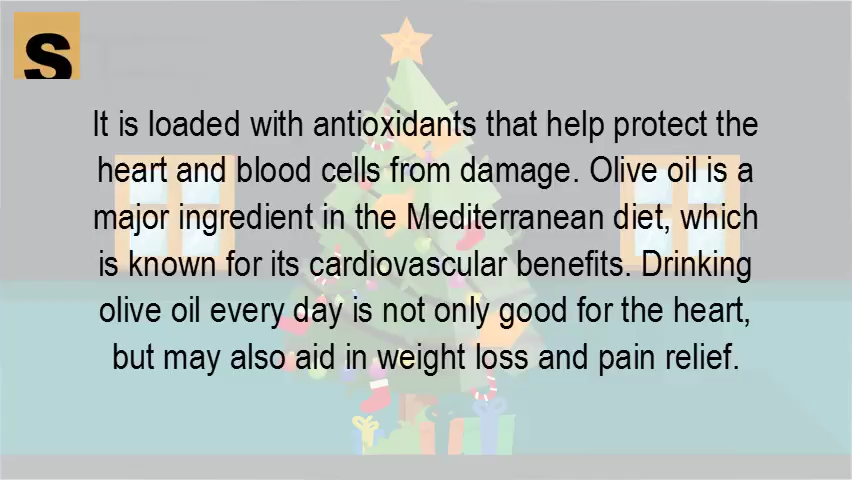 S
It is loaded with antioxidants that help protect the
heart and blood cells from damage. Olive oil is a
major ingredient in the Mediterranean diet, which
is known for its cardiovascular benefits. Drinking
olive oil every day is not only good for the heart,
but may also aid in weight loss and pain relief.